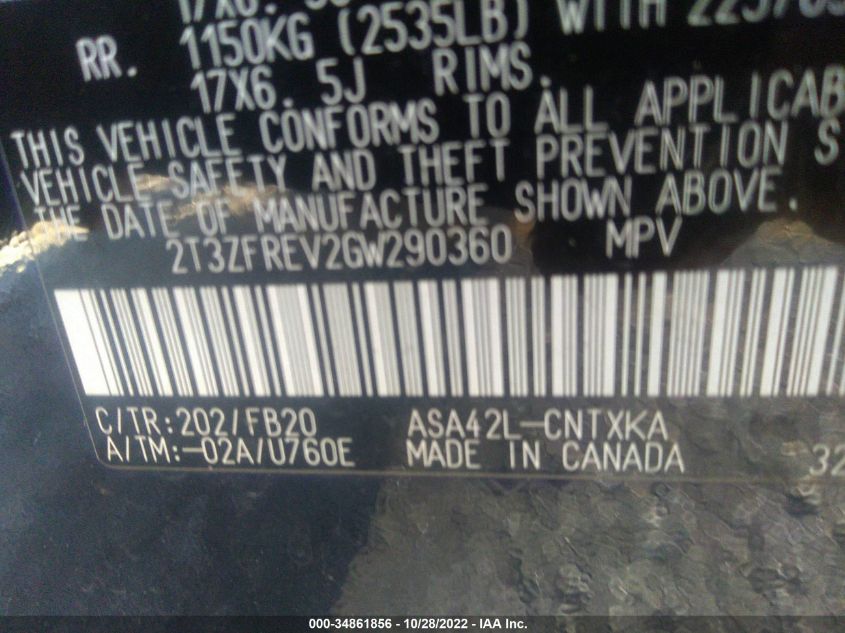 1150KG (2535LB) WITH
RR. 17X6. 5J RIMS.
THIS VEHICLE CONFORMS TO ALL APPLICAB
VEHICLE SAFETY AND THEFT PREVENTION S
THE DATE OF MANUFACTURE SHOWN ABOVE.
2T3ZFREV2GW290360 MPV
C/TR:202/FB20 ASA42L-CNTXKA
A/TM:-02A/U760E MADE IN CANADA 32
000-34861856 - 10/28/2022 - IAA Inc.